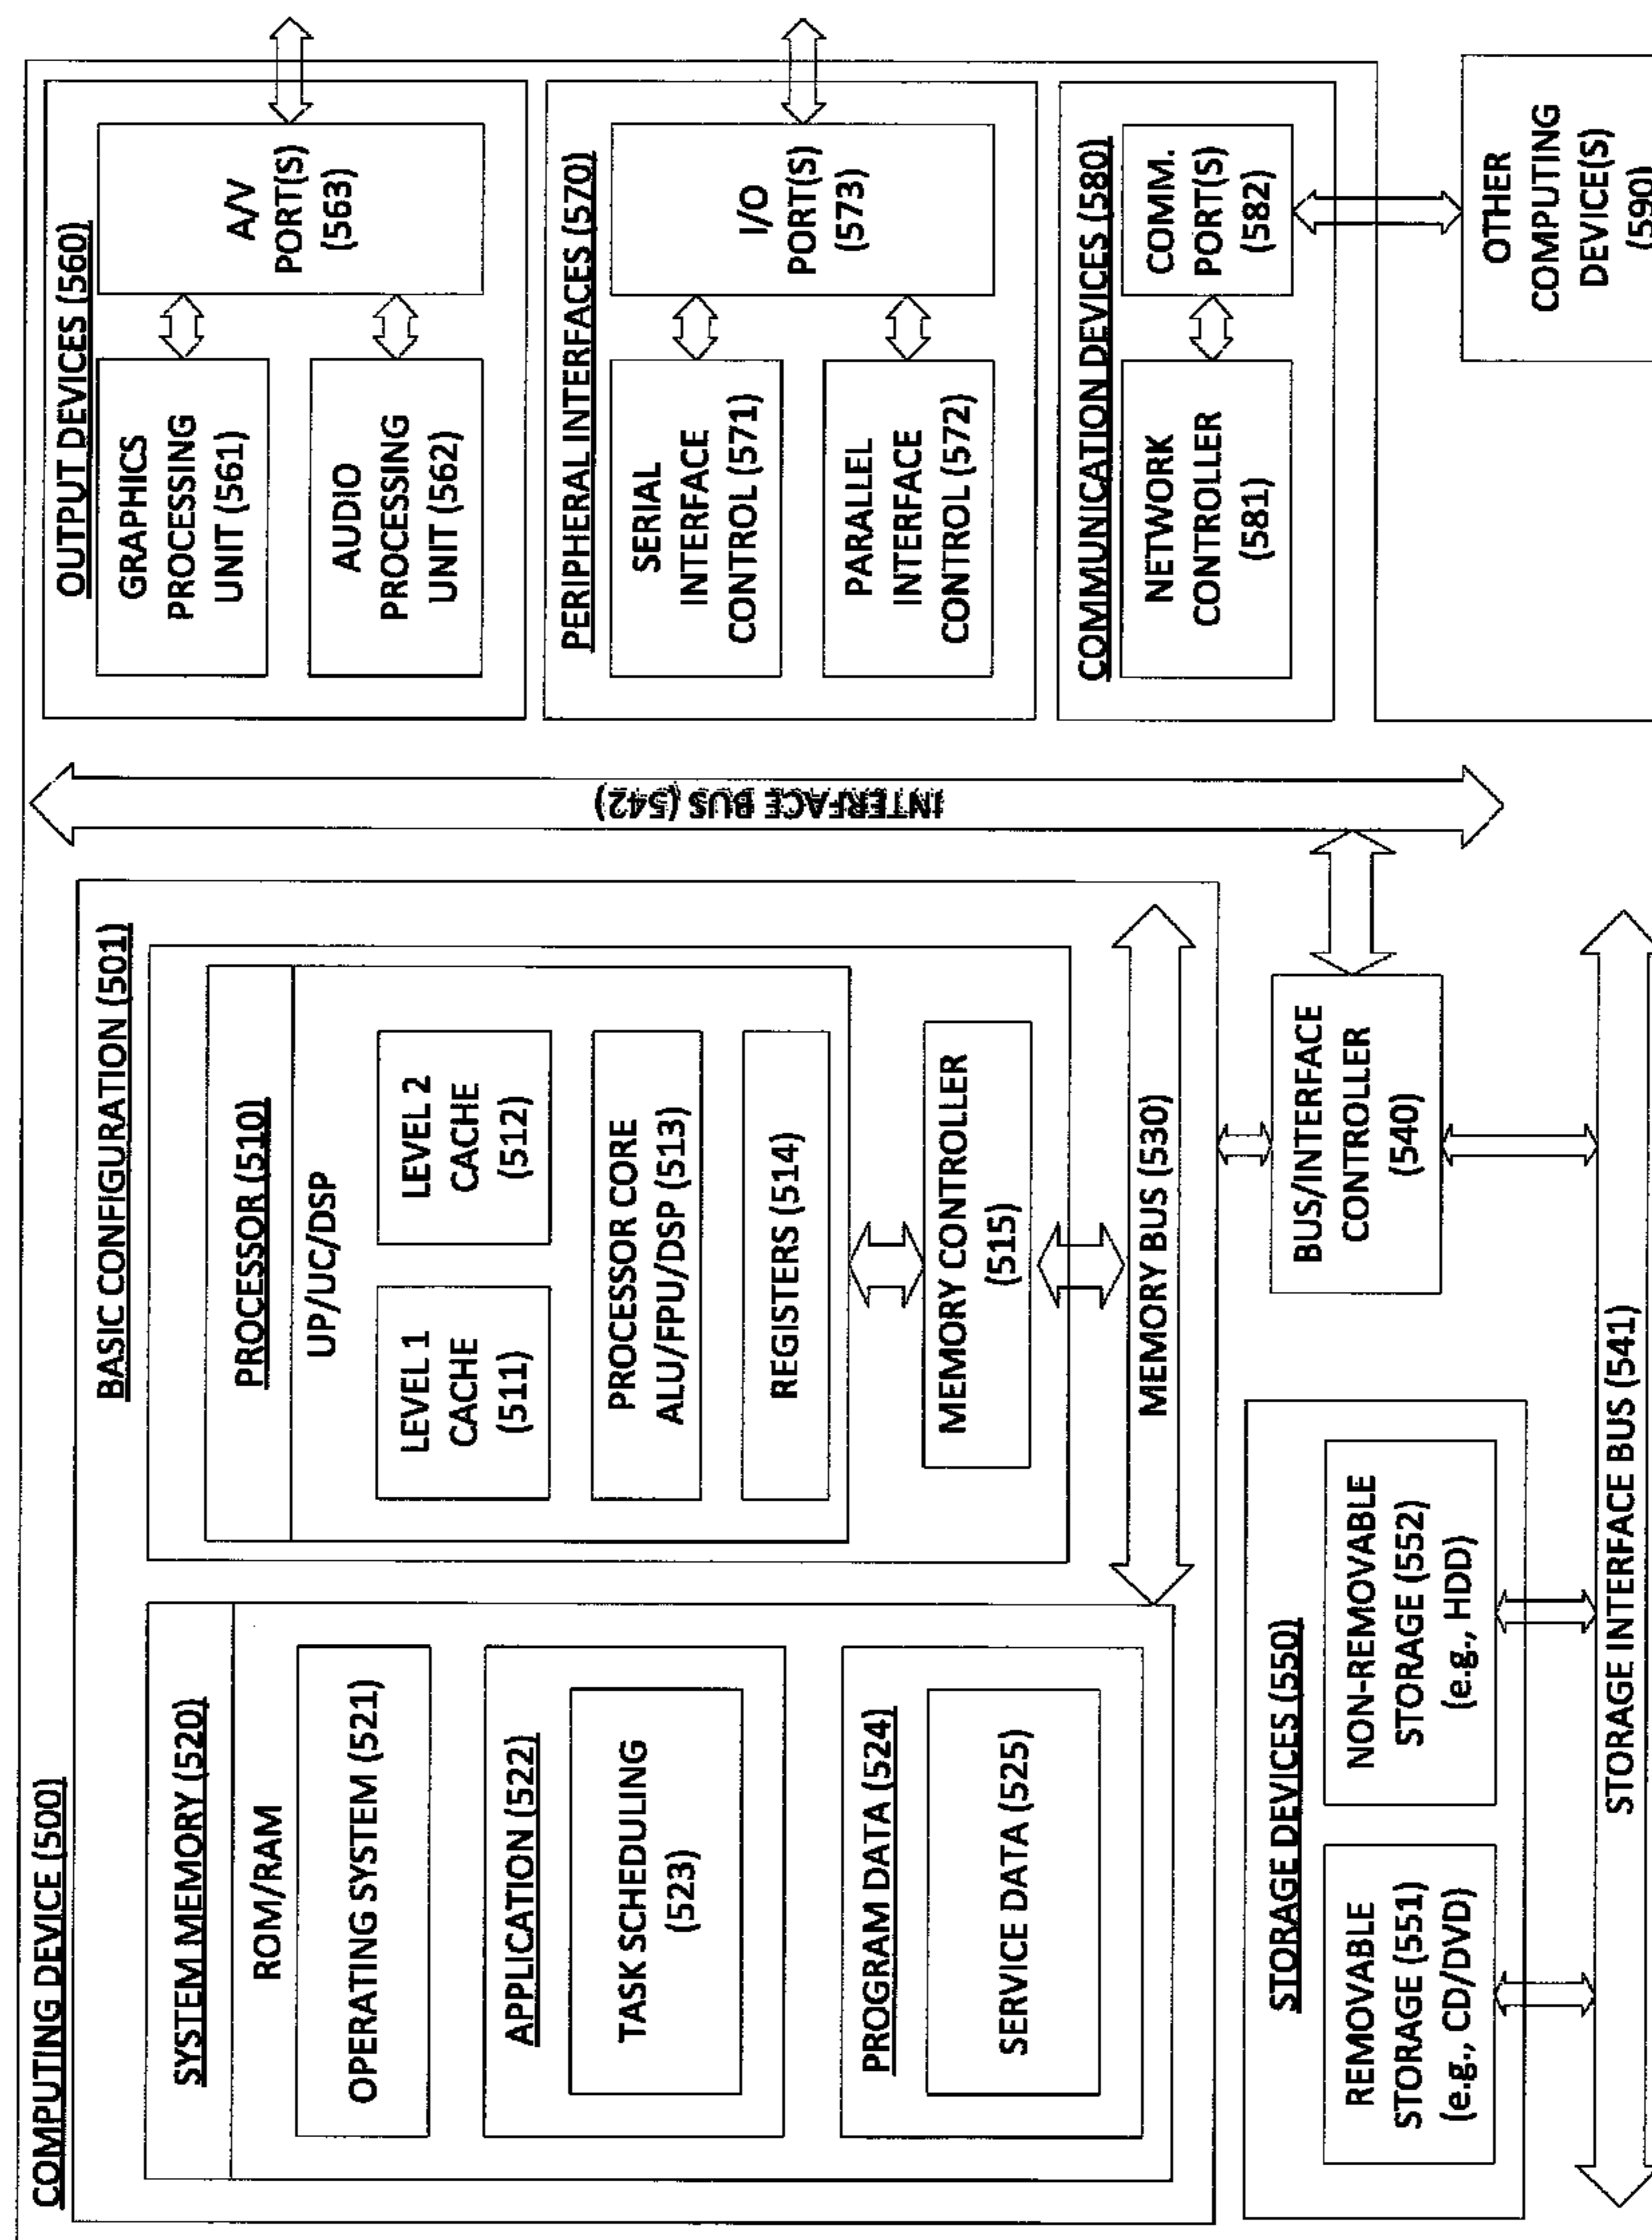 COMPUTING DEVICE (500)
BASIC CONFIGURATION (501)
SYSTEM MEMORY (520)
ROM/RAM
OPERATING SYSTEM (521)
APPLICATION (522)
TASK SCHEDULING
(523)
PROGRAM DATA (524)
SERVICE DATA (525)
PROCESSOR (510)
UP/UC/DSP
LEVEL 1
CACHE
(511)
LEVEL 2
CACHE
(512)
PROCESSOR CORE
ALU/FPU/DSP (513)
REGISTERS (514)
MEMORY CONTROLLER
(515)
MEMORY BUS (530)
BUS/INTERFACE
CONTROLLER
(540)
STORAGE DEVICES (550)
REMOVABLE
STORAGE (551)
(e.g., CD/DVD)
NON-REMOVABLE
STORAGE (552)
(e.g., HDD)
STORAGE INTERFACE BUS (541)
INTERFACE BUS (542)
OUTPUT DEVICES (560)
GRAPHICS
PROCESSING
UNIT (561)
AUDIO
PROCESSING
UNIT (562)
A/V
PORT(S)
(563)
PERIPHERAL INTERFACES (570)
SERIAL
INTERFACE
CONTROL (571)
PARALLEL
INTERFACE
CONTROL (572)
I/O
PORT(S)
(573)
COMMUNICATION DEVICES (580)
NETWORK
CONTROLLER
(581)
COMM.
PORT(S)
(582)
OTHER
COMPUTING
DEVICE(S)
(590)